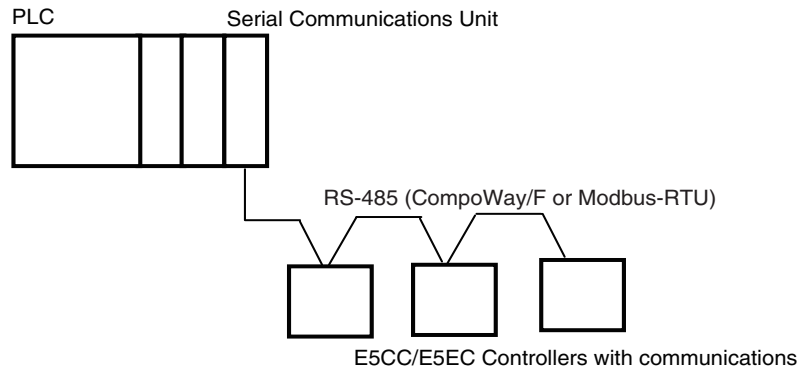 PLC
Serial Communications Unit
RS-485 (CompoWay/F or Modbus-RTU)
E5CC/E5EC Controllers with communications